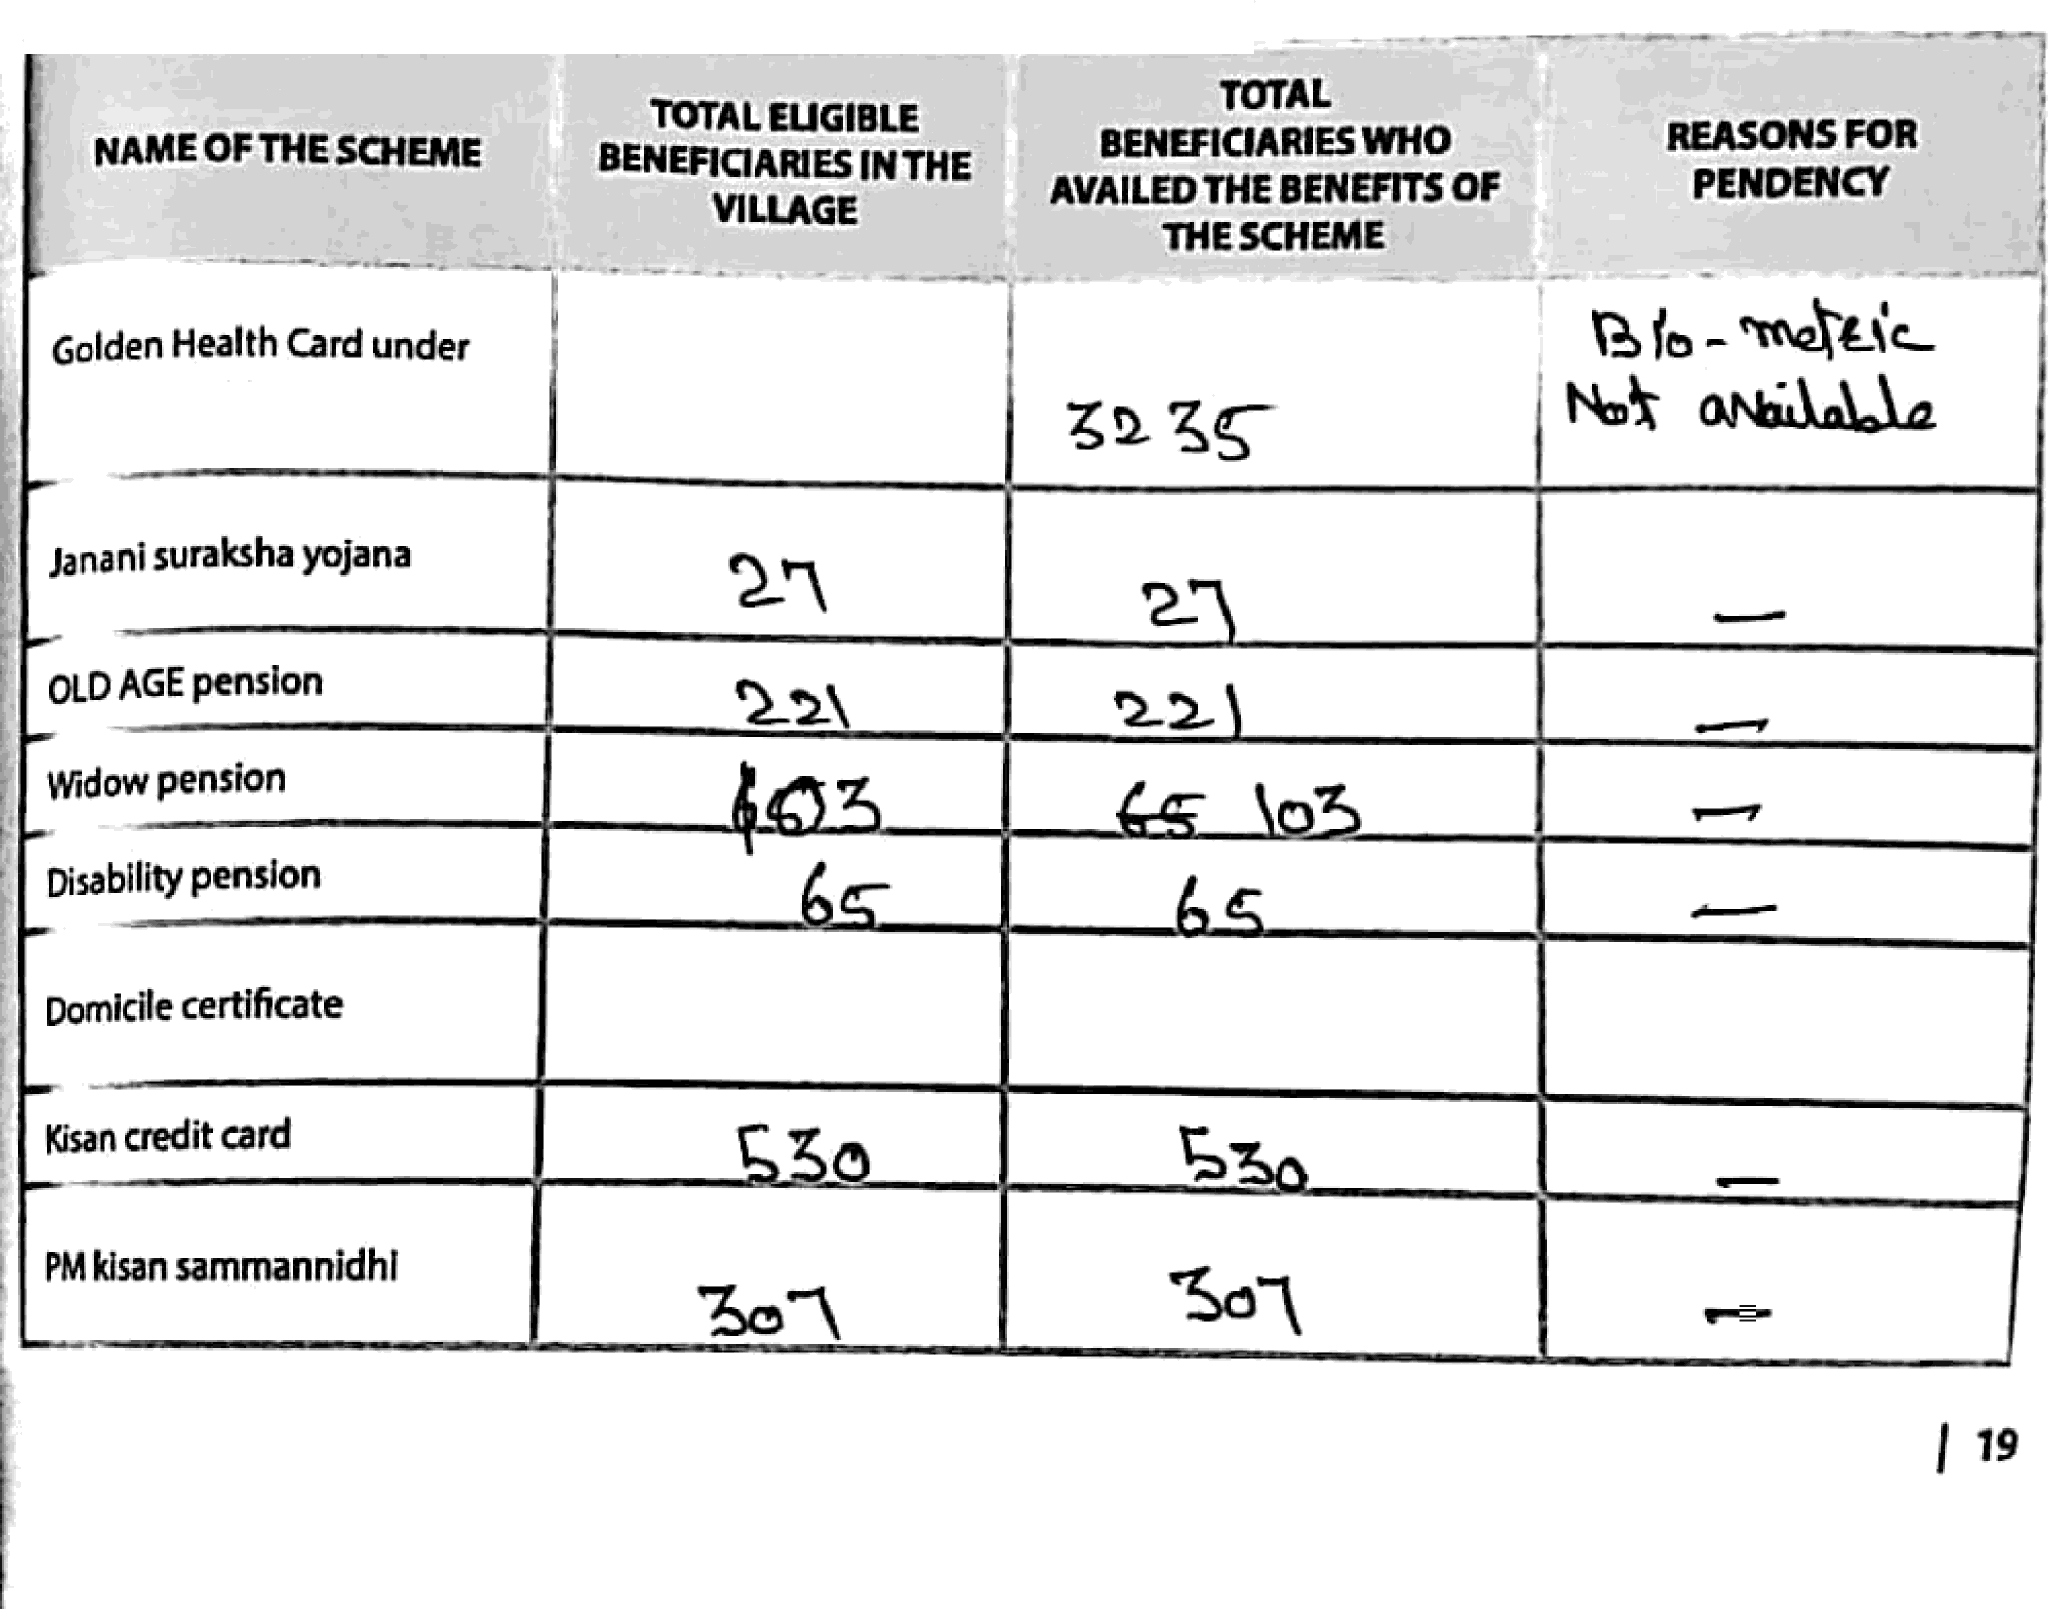 NAME OF THE SCHEME
TOTAL ELIGIBLE
BENEFICIARIES IN THE
VILLAGE
TOTAL
BENEFICIARIES WHO
AVAILED THE BENEFITS OF
THE SCHEME
REASONS FOR
PENDENCY
Golden Health Card under
3235
Bio-metric
Not available
Janani suraksha yojana
27
27
—
OLD AGE pension
221
221
—
Widow pension
103
65 103
—
Disability pension
65
65
—
Domicile certificate
Kisan credit card
530
530
—
PM kisan sammannidhi
307
307
—
| 19